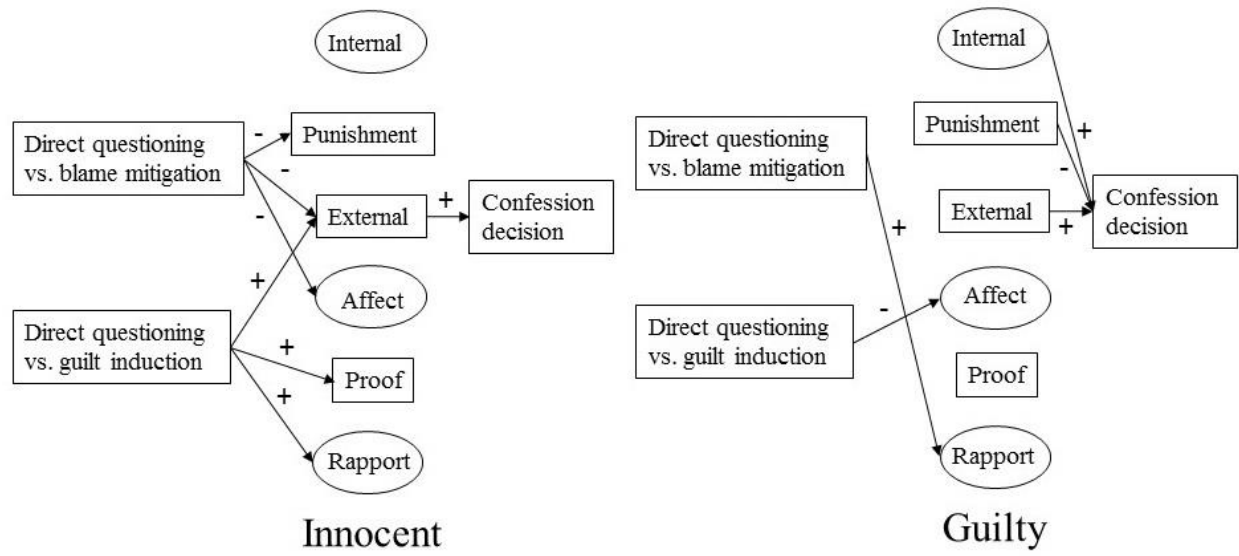 Internal
Direct questioning
vs. blame mitigation
-
Punishment
-
-
External
+
Confession
decision
+
Affect
Direct questioning
vs. guilt induction
+
Proof
+
Rapport
Innocent
Internal
Punishment
+
Direct questioning
vs. blame mitigation
-
External
+
Confession
decision
+
Affect
-
Direct questioning
vs. guilt induction
Proof
Rapport
Guilty